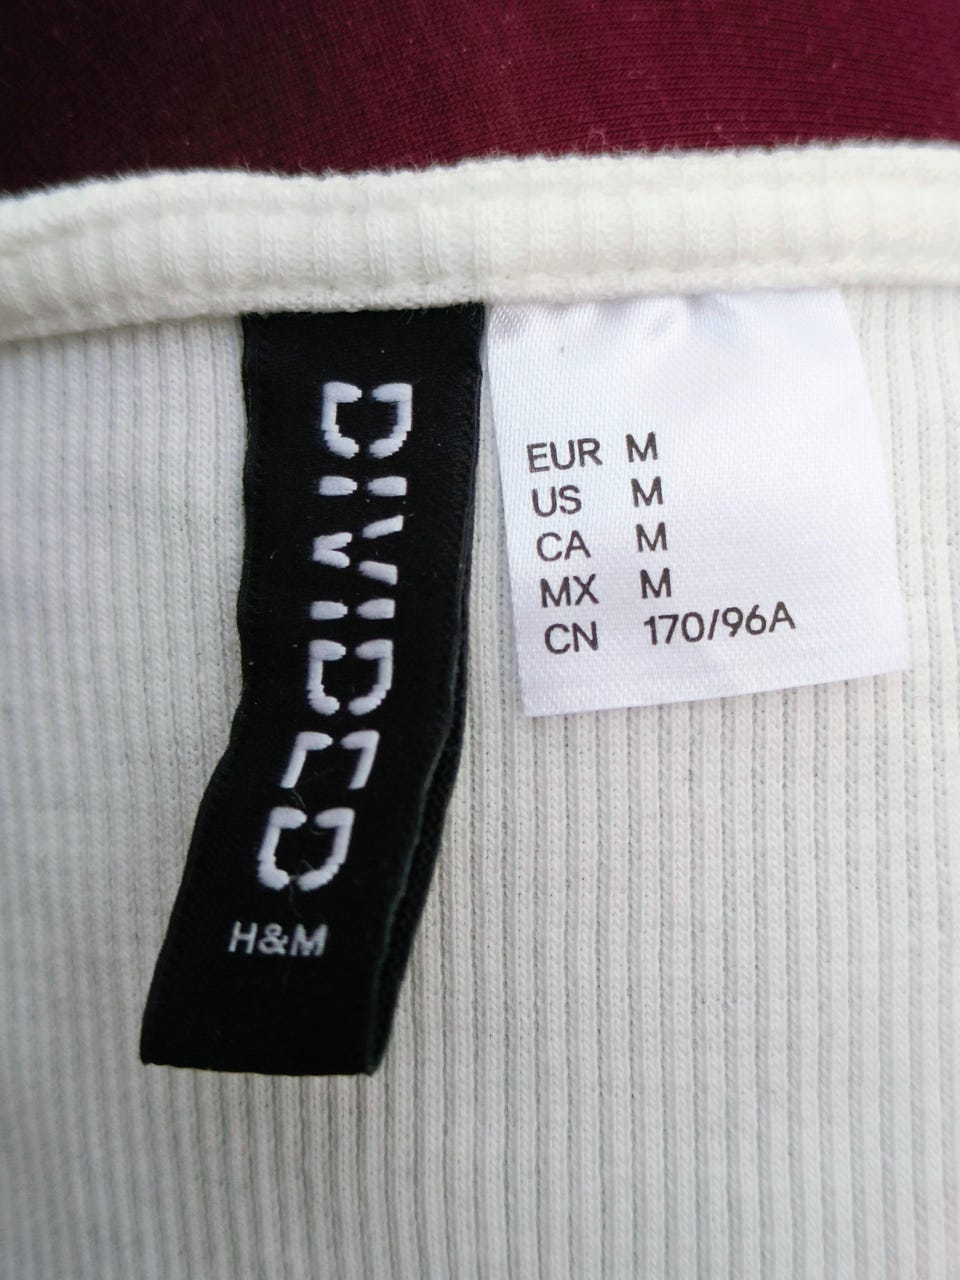 DIVIDED
H&M
EUR M
US M
CA M
MX M
CN 170/96A